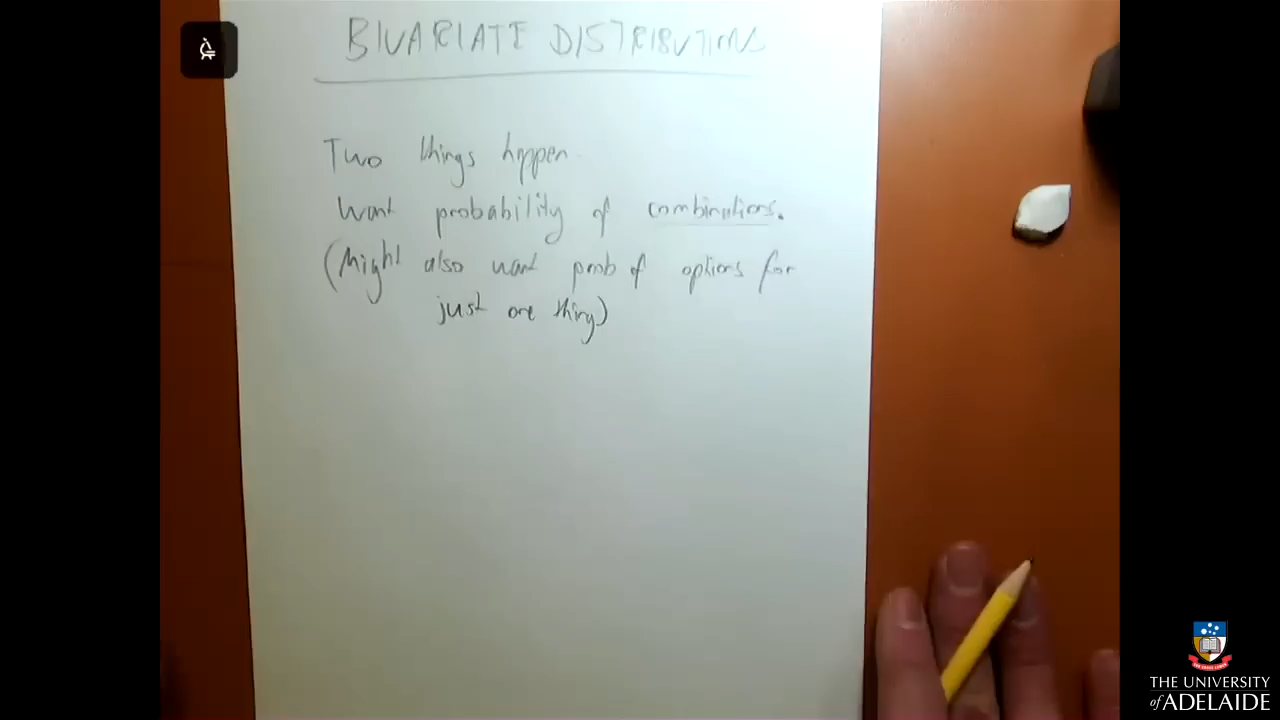 BIVARIATE DISTRIBUTIONS
Two things happen.
Want probability of combinations.
(Might also want prob of options for
just one thing)
THE UNIVERSITY
of ADELAIDE